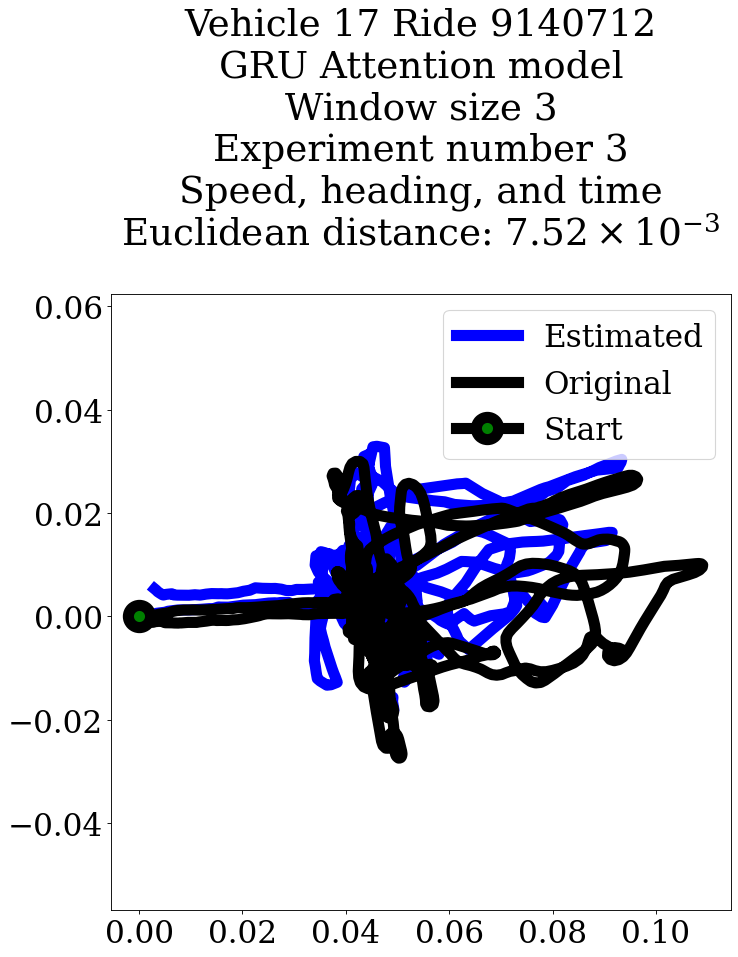 Vehicle 17 Ride 9140712
GRU Attention model
Window size 3
Experiment number 3
Speed, heading, and time
Euclidean distance: 7.52 × 10⁻³
0.06
Estimated
Original
Start
0.04
0.02
0.00
−0.02
−0.04
0.00 0.02 0.04 0.06 0.08 0.10